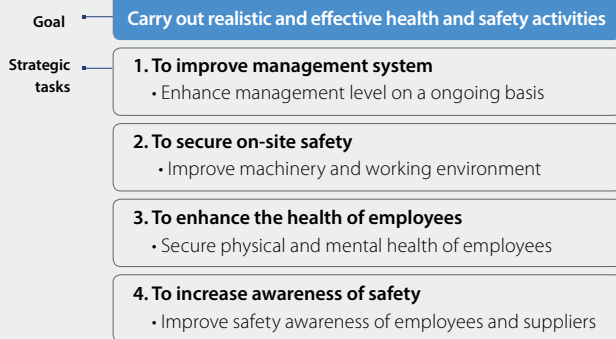 Goal
Carry out realistic and effective health and safety activities
Strategic
tasks
1. To improve management system
• Enhance management level on a ongoing basis
2. To secure on-site safety
• Improve machinery and working environment
3. To enhance the health of employees
• Secure physical and mental health of employees
4. To increase awareness of safety
• Improve safety awareness of employees and suppliers